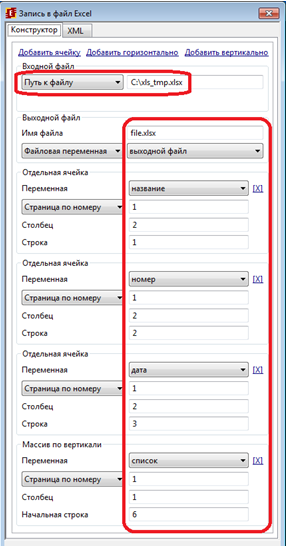 Запись в файл Excel
Конструктор XML
Добавить ячейку Добавить горизонтально Добавить вертикально
Входной файл
Путь к файлу C:\xls_tmp.xlsx
Выходной файл
Имя файла file.xlsx
Файловая переменная выходной файл
Отдельная ячейка
Переменная название [X]
Страница по номеру 1
Столбец 2
Строка 1
Отдельная ячейка
Переменная номер [X]
Страница по номеру 1
Столбец 2
Строка 2
Отдельная ячейка
Переменная дата [X]
Страница по номеру 1
Столбец 2
Строка 3
Массив по вертикали
Переменная список [X]
Страница по номеру 1
Столбец 1
Начальная строка 6